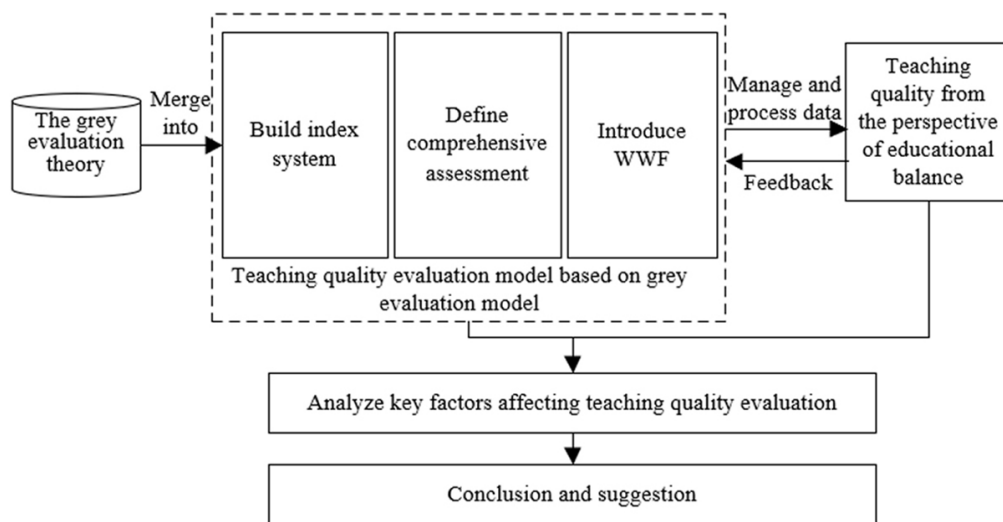 The grey
evaluation
theory
Merge
into
Build index
system
Define
comprehensive
assessment
Introduce
WWF
Teaching quality evaluation model based on grey
evaluation model
Manage and
process data
Feedback
Teaching
quality from
the perspective
of educational
balance
Analyze key factors affecting teaching quality evaluation
Conclusion and suggestion